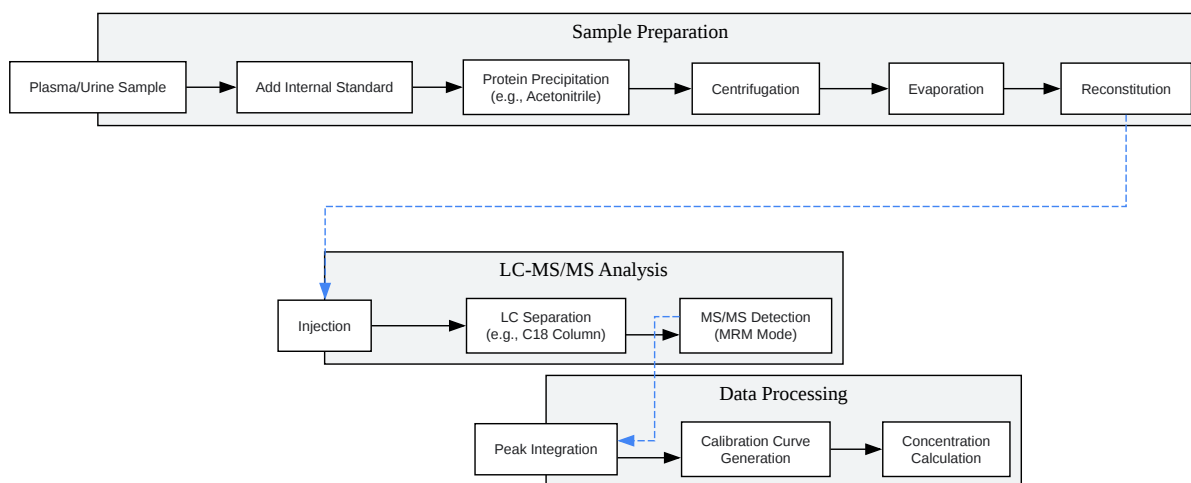 Sample Preparation
Plasma/Urine Sample
Add Internal Standard
Protein Precipitation
(e.g., Acetonitrile)
Centrifugation
Evaporation
Reconstitution
LC-MS/MS Analysis
Injection
LC Separation
(e.g., C18 Column)
MS/MS Detection
(MRM Mode)
Data Processing
Peak Integration
Calibration Curve
Generation
Concentration
Calculation